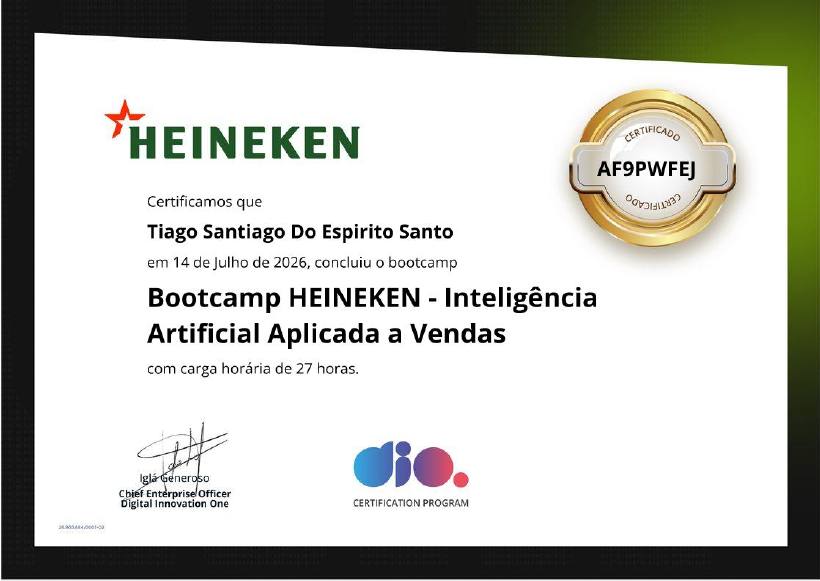 HEINEKEN
CERTIFICADO
AF9PWFEJ
CERTIFICADO
Certificamos que
Tiago Santiago Do Espirito Santo
em 14 de Julho de 2026, concluiu o bootcamp
Bootcamp HEINEKEN - Inteligência
Artificial Aplicada a Vendas
com carga horária de 27 horas.
Iglá Generoso
Chief Enterprise Officer
Digital Innovation One
dio.
CERTIFICATION PROGRAM